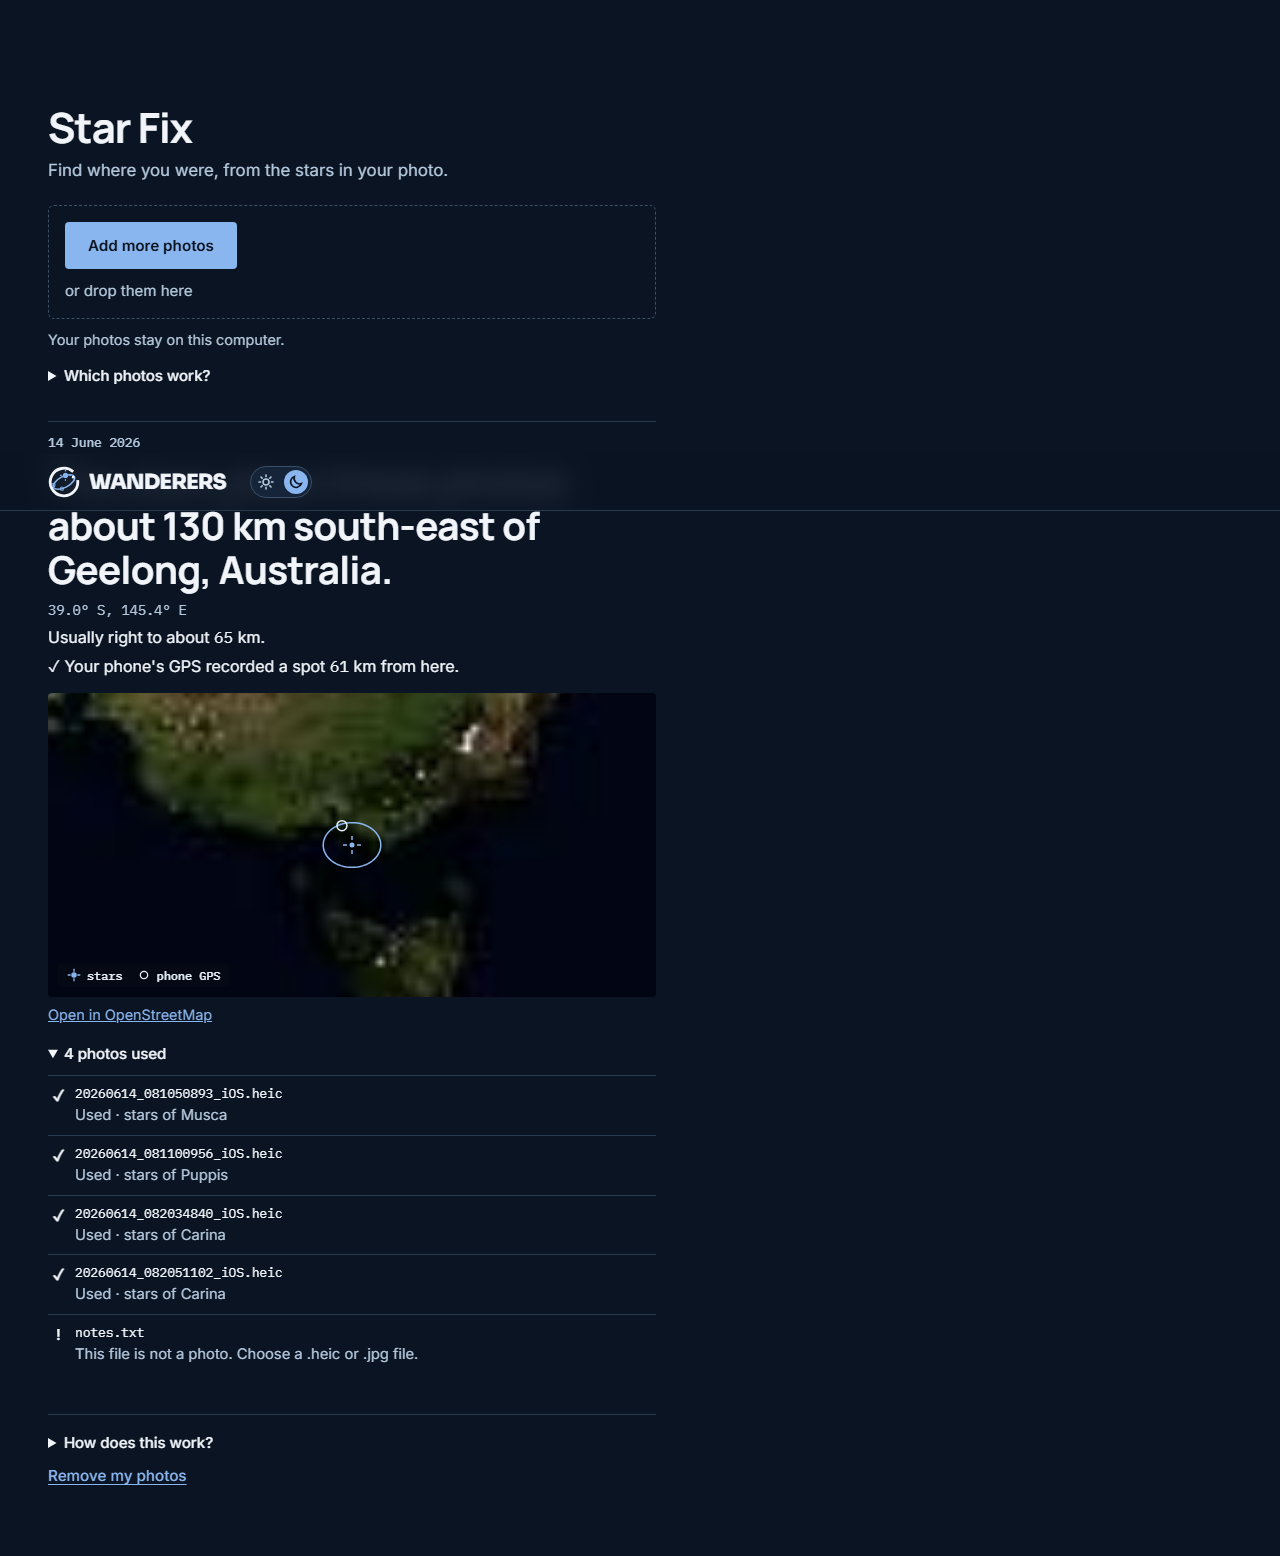 Star Fix
Find where you were, from the stars in your photo.
Add more photos
or drop them here
Your photos stay on this computer.
Which photos work?
14 June 2026
WANDERERS
about 130 km south-east of
Geelong, Australia.
39.0° S, 145.4° E
Usually right to about 65 km.
✓ Your phone's GPS recorded a spot 61 km from here.
stars phone GPS
Open in OpenStreetMap
4 photos used
✓ 20260614_081050893_iOS.heic
Used · stars of Musca
✓ 20260614_081100956_iOS.heic
Used · stars of Puppis
✓ 20260614_082034840_iOS.heic
Used · stars of Carina
✓ 20260614_082051102_iOS.heic
Used · stars of Carina
! notes.txt
This file is not a photo. Choose a .heic or .jpg file.
How does this work?
Remove my photos